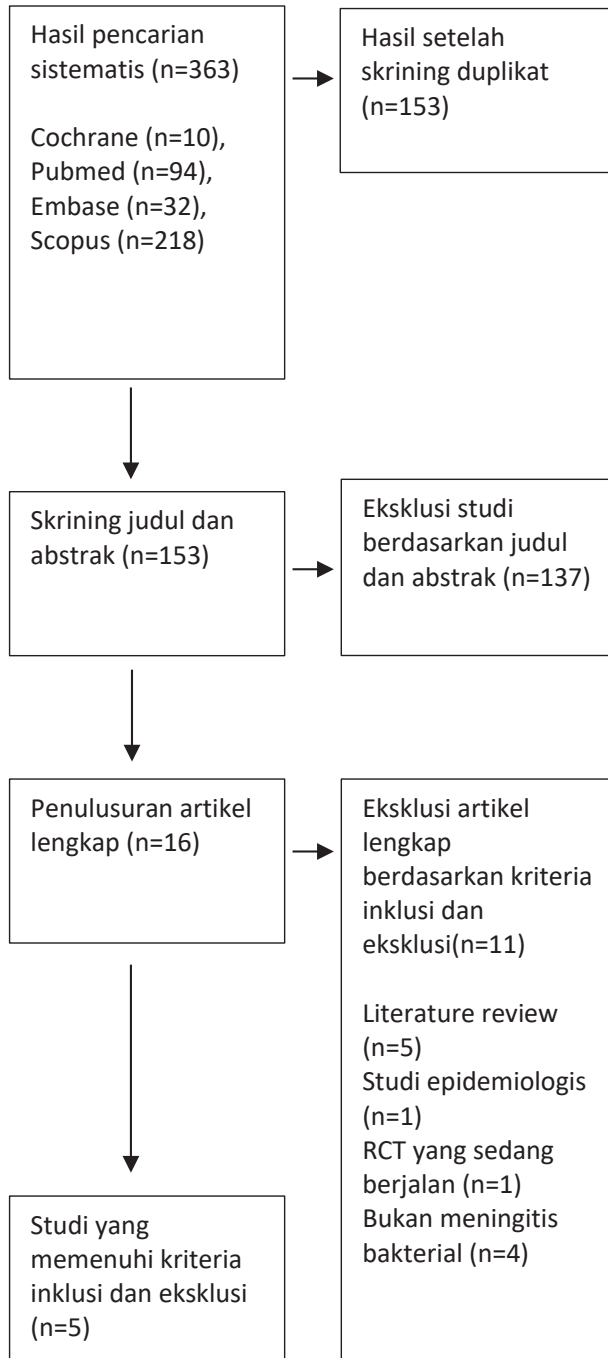 Hasil pencarian
sistematis (n=363)
Cochrane (n=10),
Pubmed (n=94),
Embase (n=32),
Scopus (n=218)
Hasil setelah
skrining duplikat
(n=153)
Skrining judul dan
abstrak (n=153)
Eksklusi studi
berdasarkan judul
dan abstrak (n=137)
Penulusuran artikel
lengkap (n=16)
Eksklusi artikel
lengkap
berdasarkan kriteria
inklusi dan
eksklusi(n=11)
Literature review
(n=5)
Studi epidemiologis
(n=1)
RCT yang sedang
berjalan (n=1)
Bukan meningitis
bakterial (n=4)
Studi yang
memenuhi kriteria
inklusi dan eksklusi
(n=5)